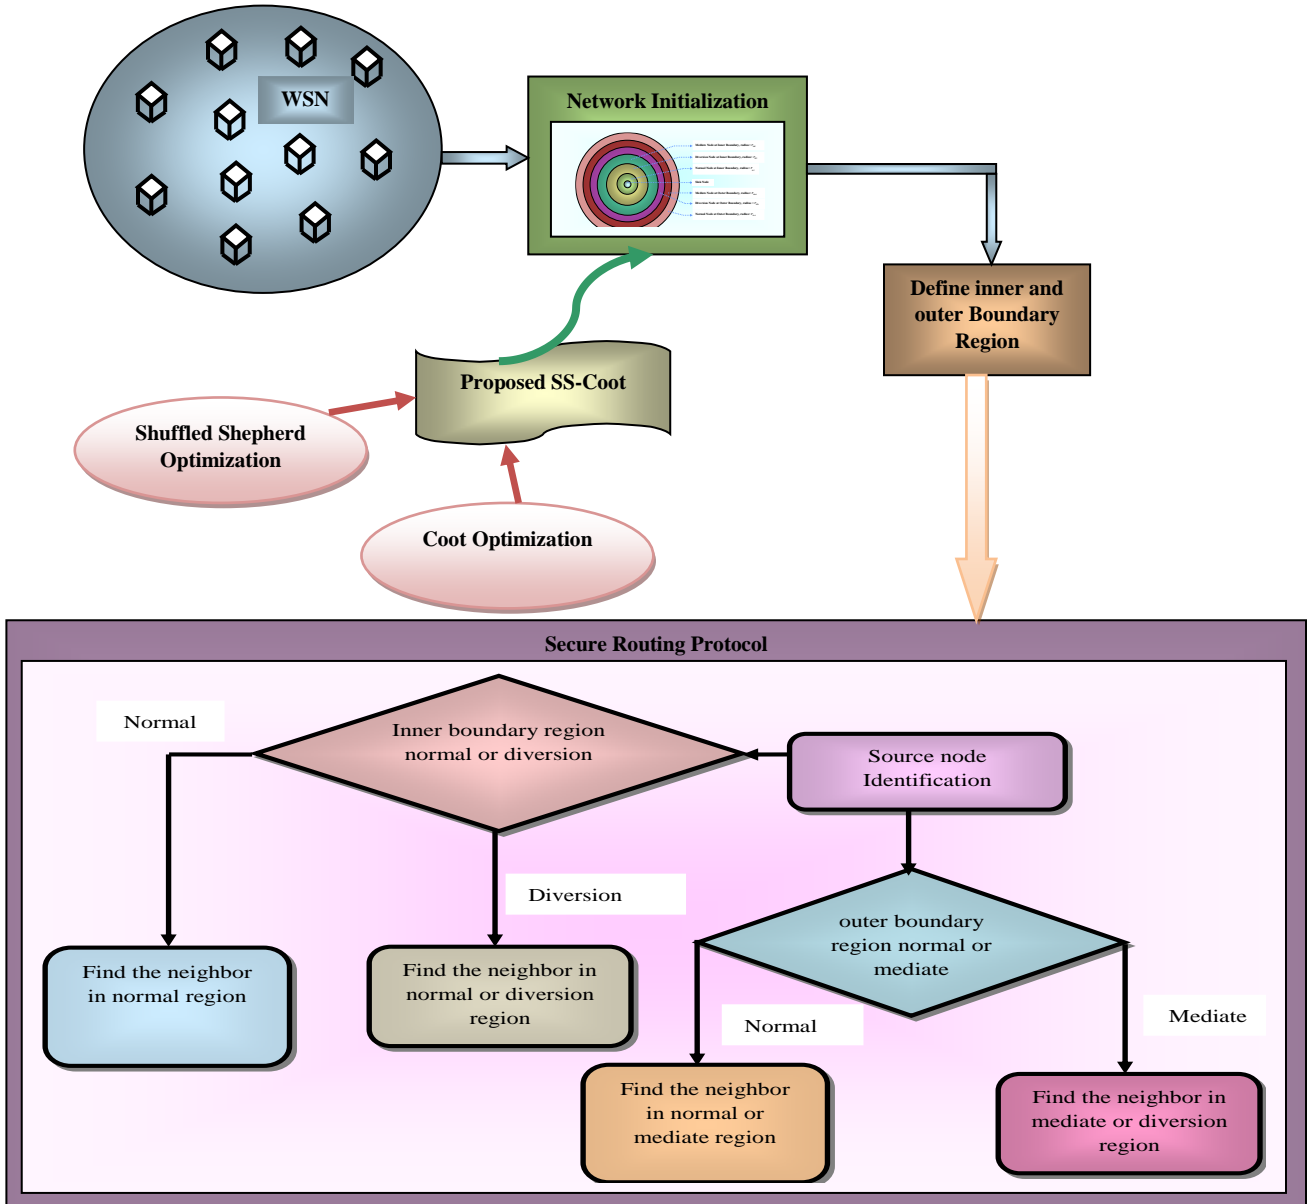 WSN
Network Initialization
Sink Node
Define inner and
outer Boundary
Region
Proposed SS-Coot
Shuffled Shepherd
Optimization
Coot Optimization
Secure Routing Protocol
Normal
Inner boundary region
normal or diversion
Source node
Identification
Diversion
outer boundary
region normal or
mediate
Find the neighbor
in normal region
Find the neighbor in
normal or diversion
region
Normal
Mediate
Find the neighbor
in normal or
mediate region
Find the neighbor in
mediate or diversion
region